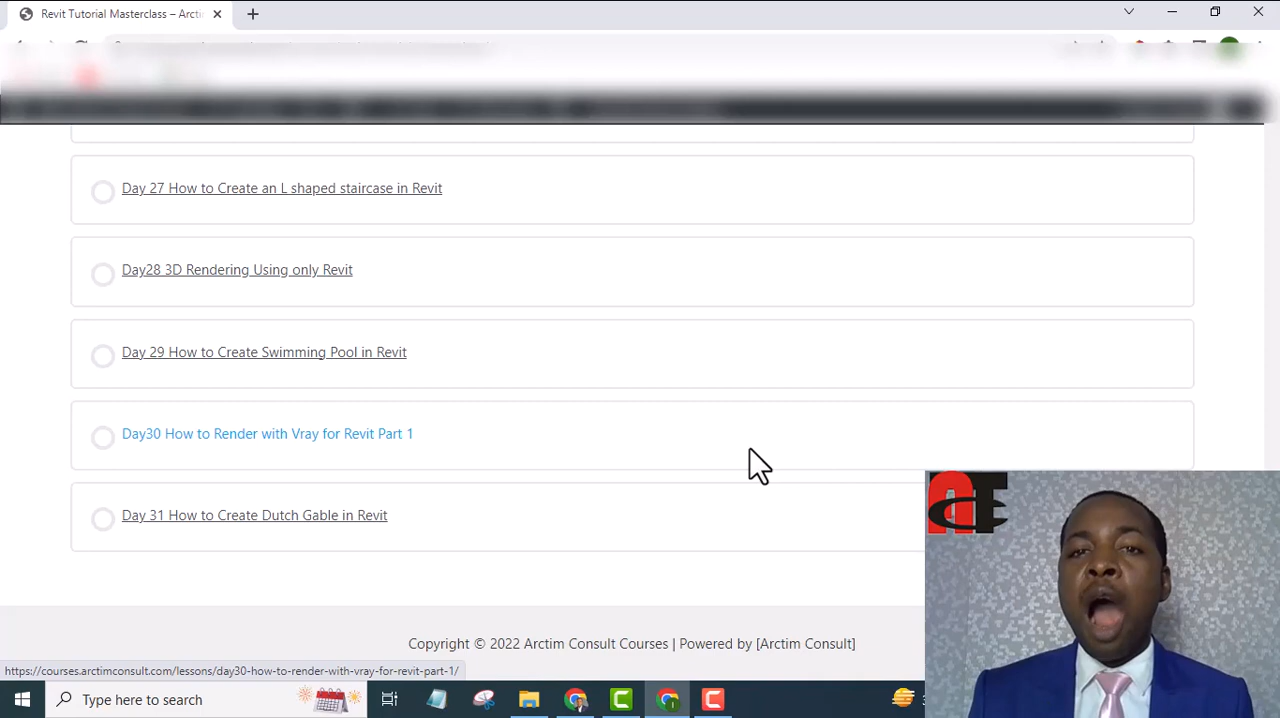 Revit Tutorial Masterclass – Arcti
Day 27 How to Create an L shaped staircase in Revit
Day28 3D Rendering Using only Revit
Day 29 How to Create Swimming Pool in Revit
Day30 How to Render with Vray for Revit Part 1
Day 31 How to Create Dutch Gable in Revit
Copyright © 2022 Arctim Consult Courses | Powered by [Arctim Consult]
https://courses.arctimconsult.com/lessons/day30-how-to-render-with-vray-for-revit-part-1/
Type here to search